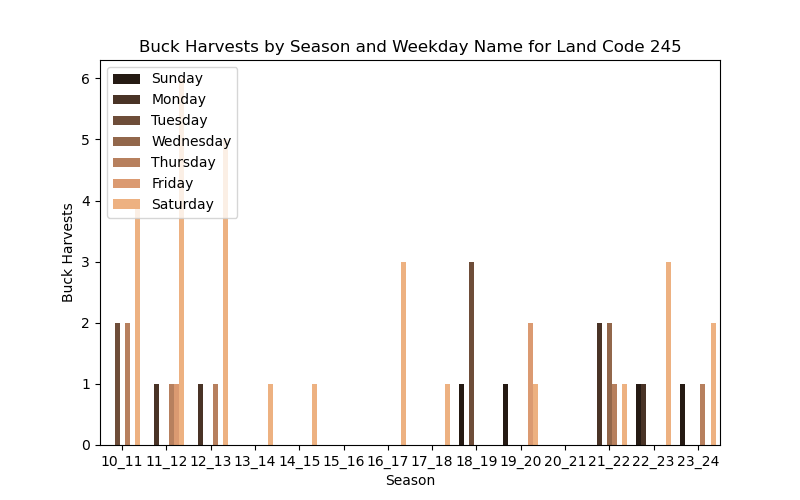 Buck Harvests by Season and Weekday Name for Land Code 245
Sunday
Monday
Tuesday
Wednesday
Thursday
Friday
Saturday
6
5
4
3
2
1
0
Buck Harvests
10_11 11_12 12_13 13_14 14_15 15_16 16_17 17_18 18_19 19_20 20_21 21_22 22_23 23_24
Season